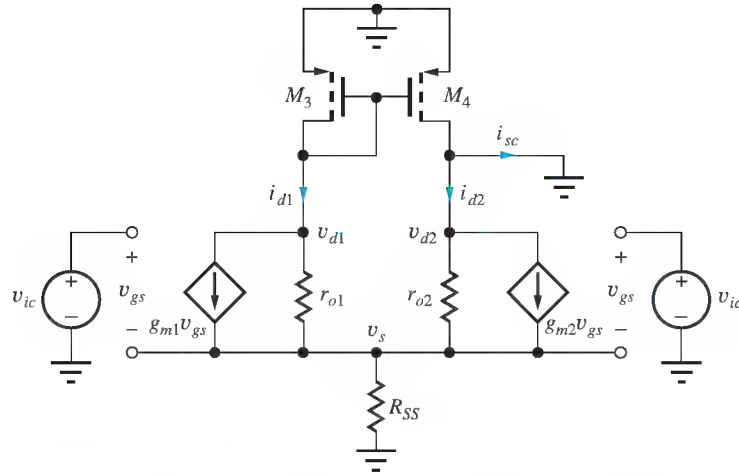 M3
M4
isc
id1
id2
vd1
vd2
vic
+
−
+
vgs
−
gm1vgs
ro1
ro2
vs
gm2vgs
+
vgs
−
+
−
vic
RSS